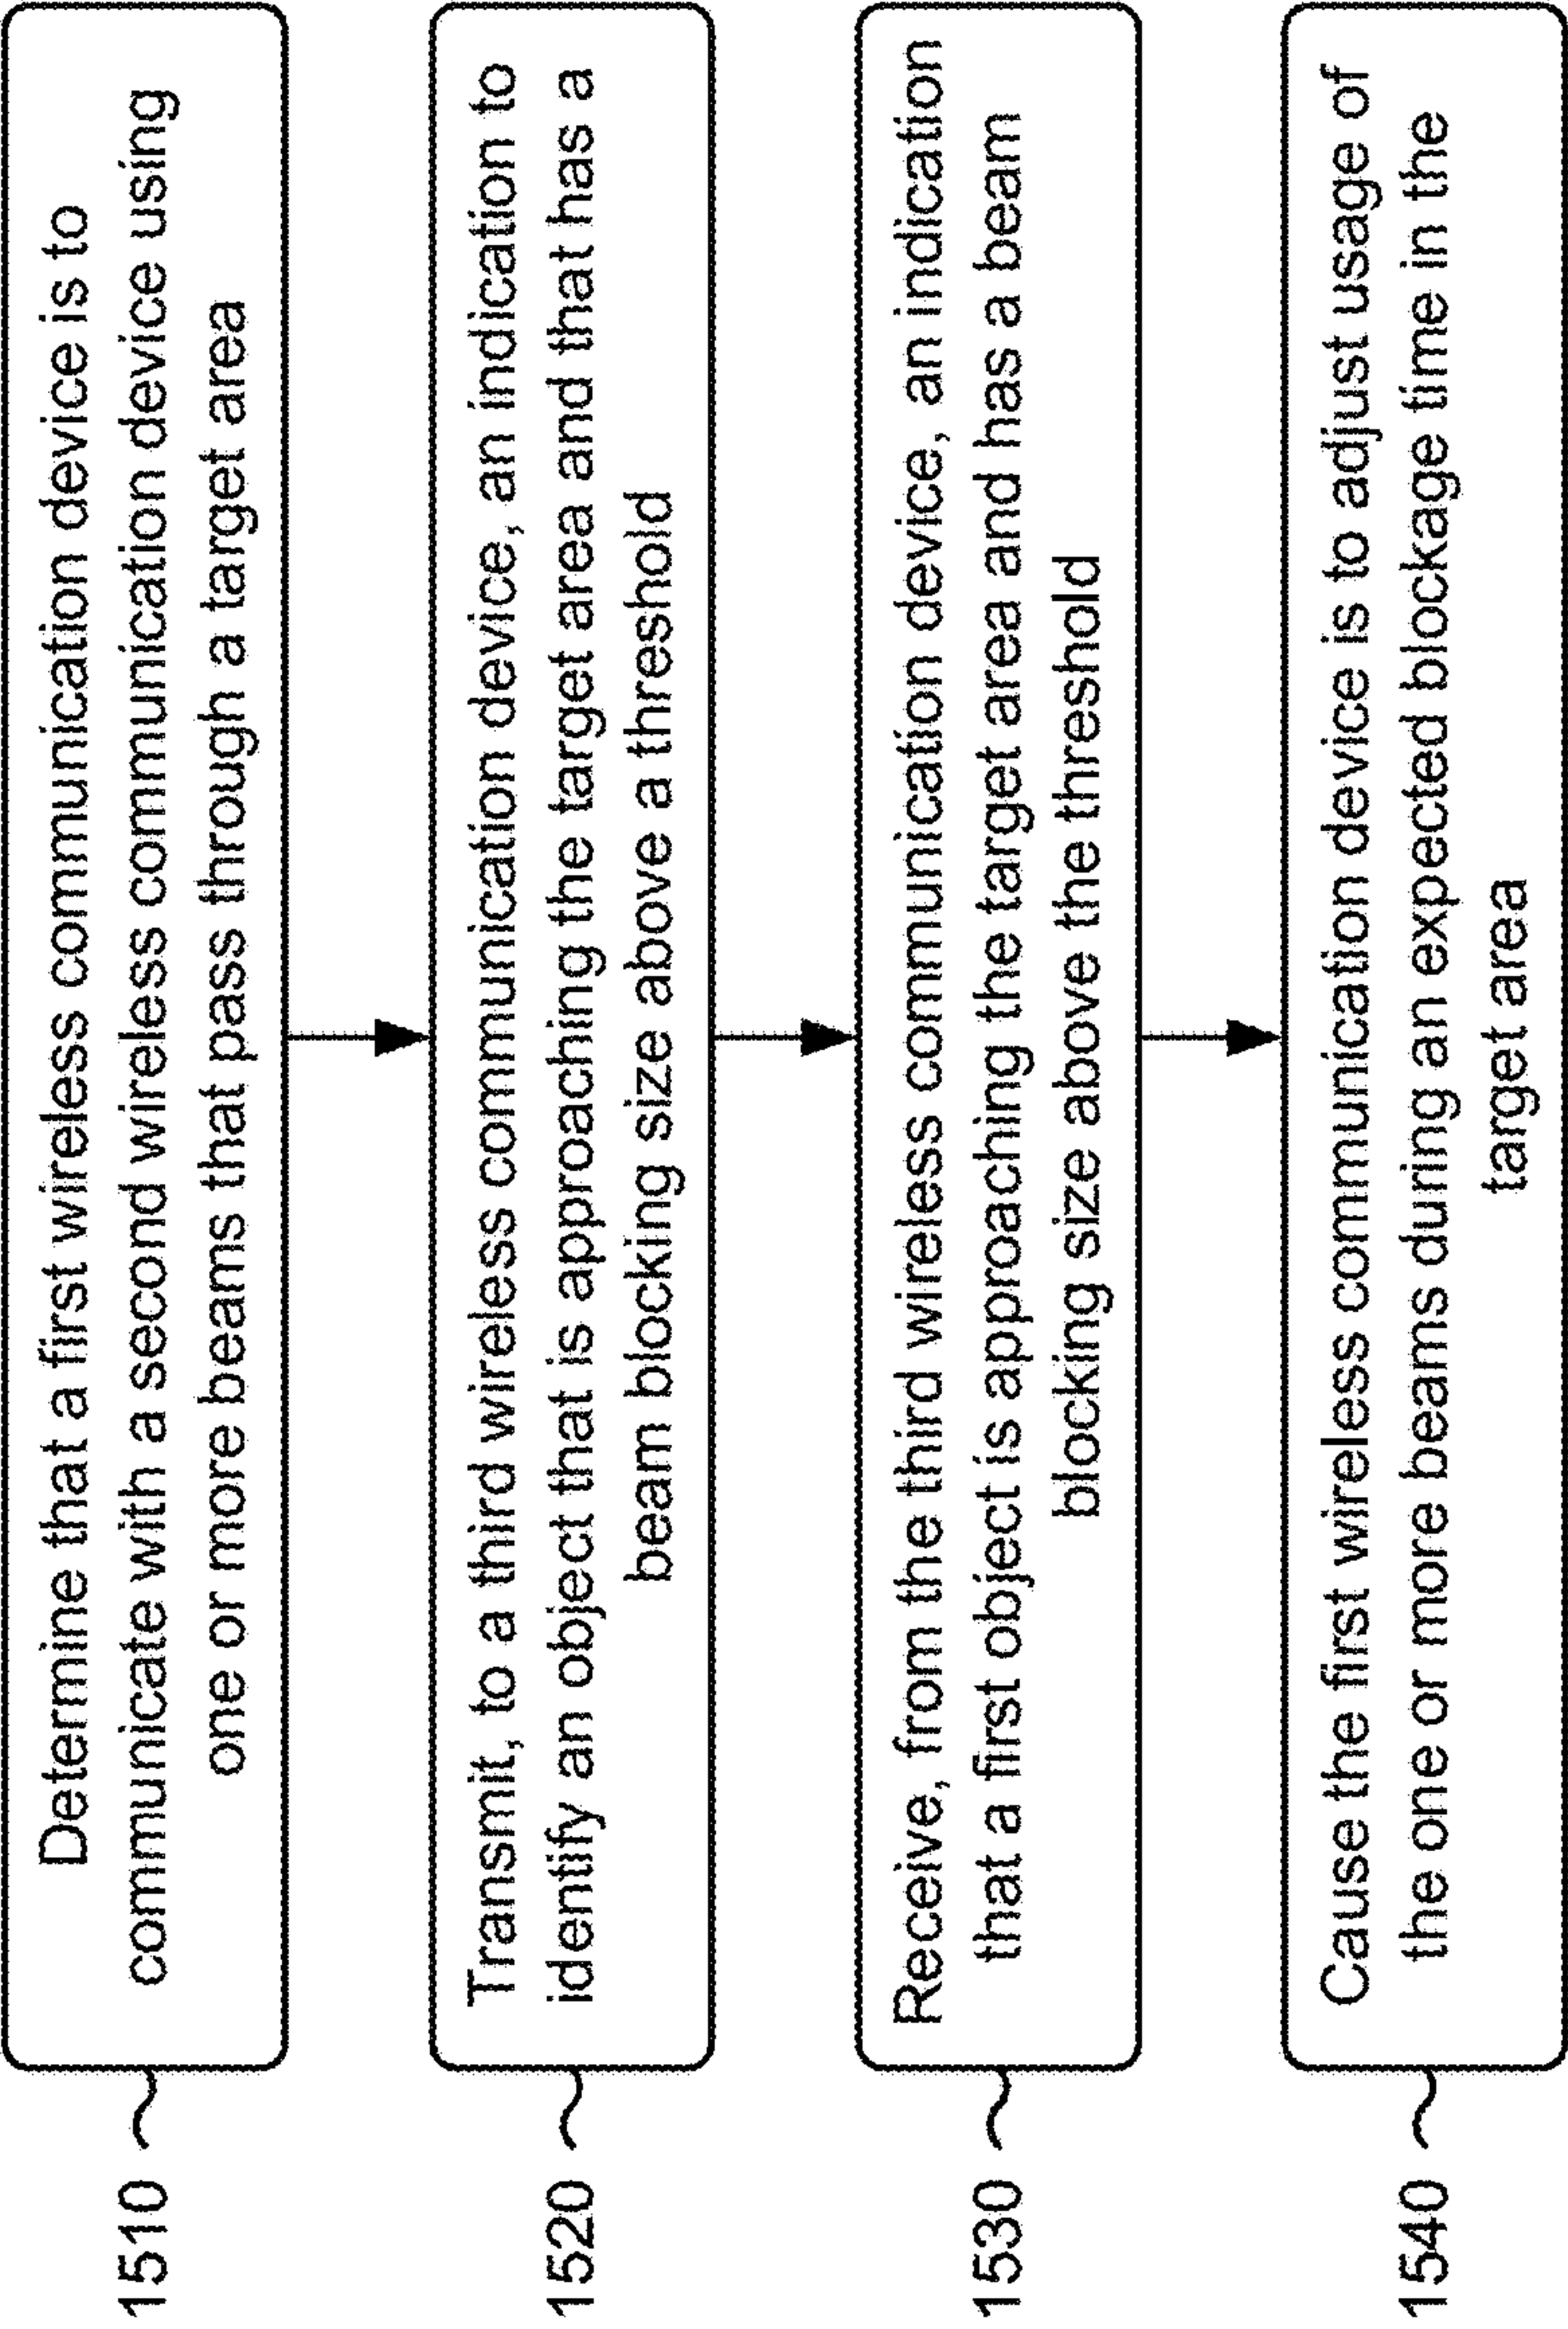 1510
Determine that a first wireless communication device is to
communicate with a second wireless communication device using
one or more beams that pass through a target area
1520
Transmit, to a third wireless communication device, an indication to
identify an object that is approaching the target area and that has a
beam blocking size above a threshold
1530
Receive, from the third wireless communication device, an indication
that a first object is approaching the target area and has a beam
blocking size above the threshold
1540
Cause the first wireless communication device is to adjust usage of
the one or more beams during an expected blockage time in the
target area